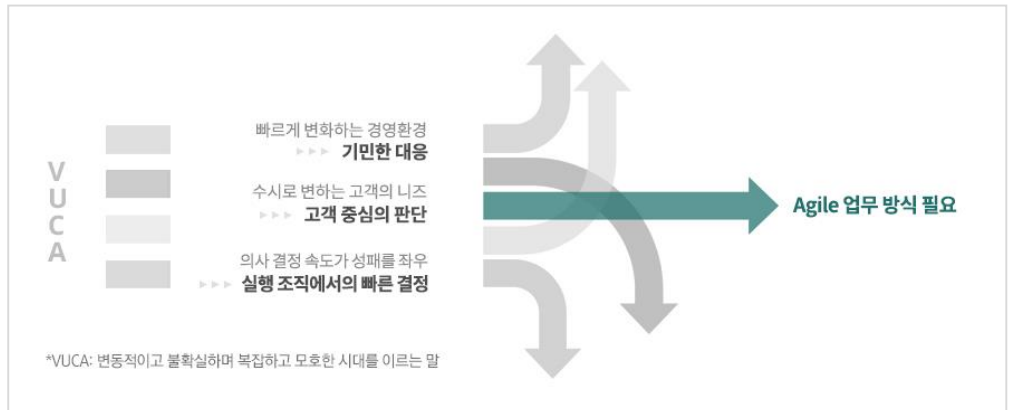 VUCA
빠르게 변화하는 경영환경
▸▸▸ 기민한 대응
수시로 변하는 고객의 니즈
▸▸▸ 고객 중심의 판단
의사 결정 속도가 성패를 좌우
▸▸▸ 실행 조직에서의 빠른 결정
Agile 업무 방식 필요
*VUCA: 변동적이고 불확실하며 복잡하고 모호한 시대를 이르는 말